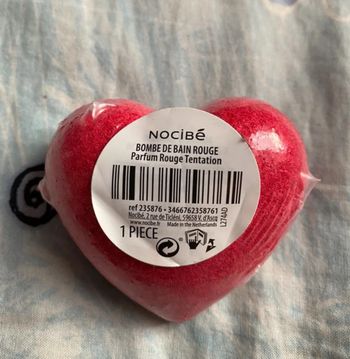 NOCIBÉ
BOMBE DE BAIN ROUGE
Parfum Rouge Tentation
ref 235876 • 3466762358761
Nocibé, 2 rue de Ticléni, 59658 V. d'Ascq
www.nocibe.fr Made in the Netherlands
1 PIECE
L27AAD